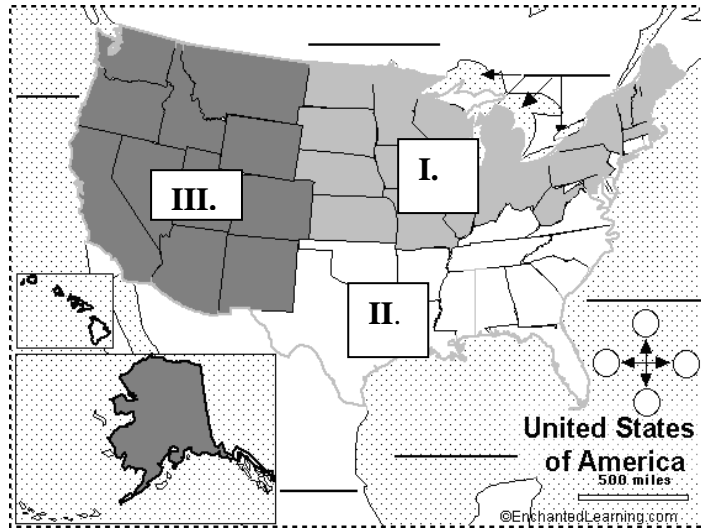 I.
III.
II.
United States
of America
500 miles
©EnchantedLearning.com